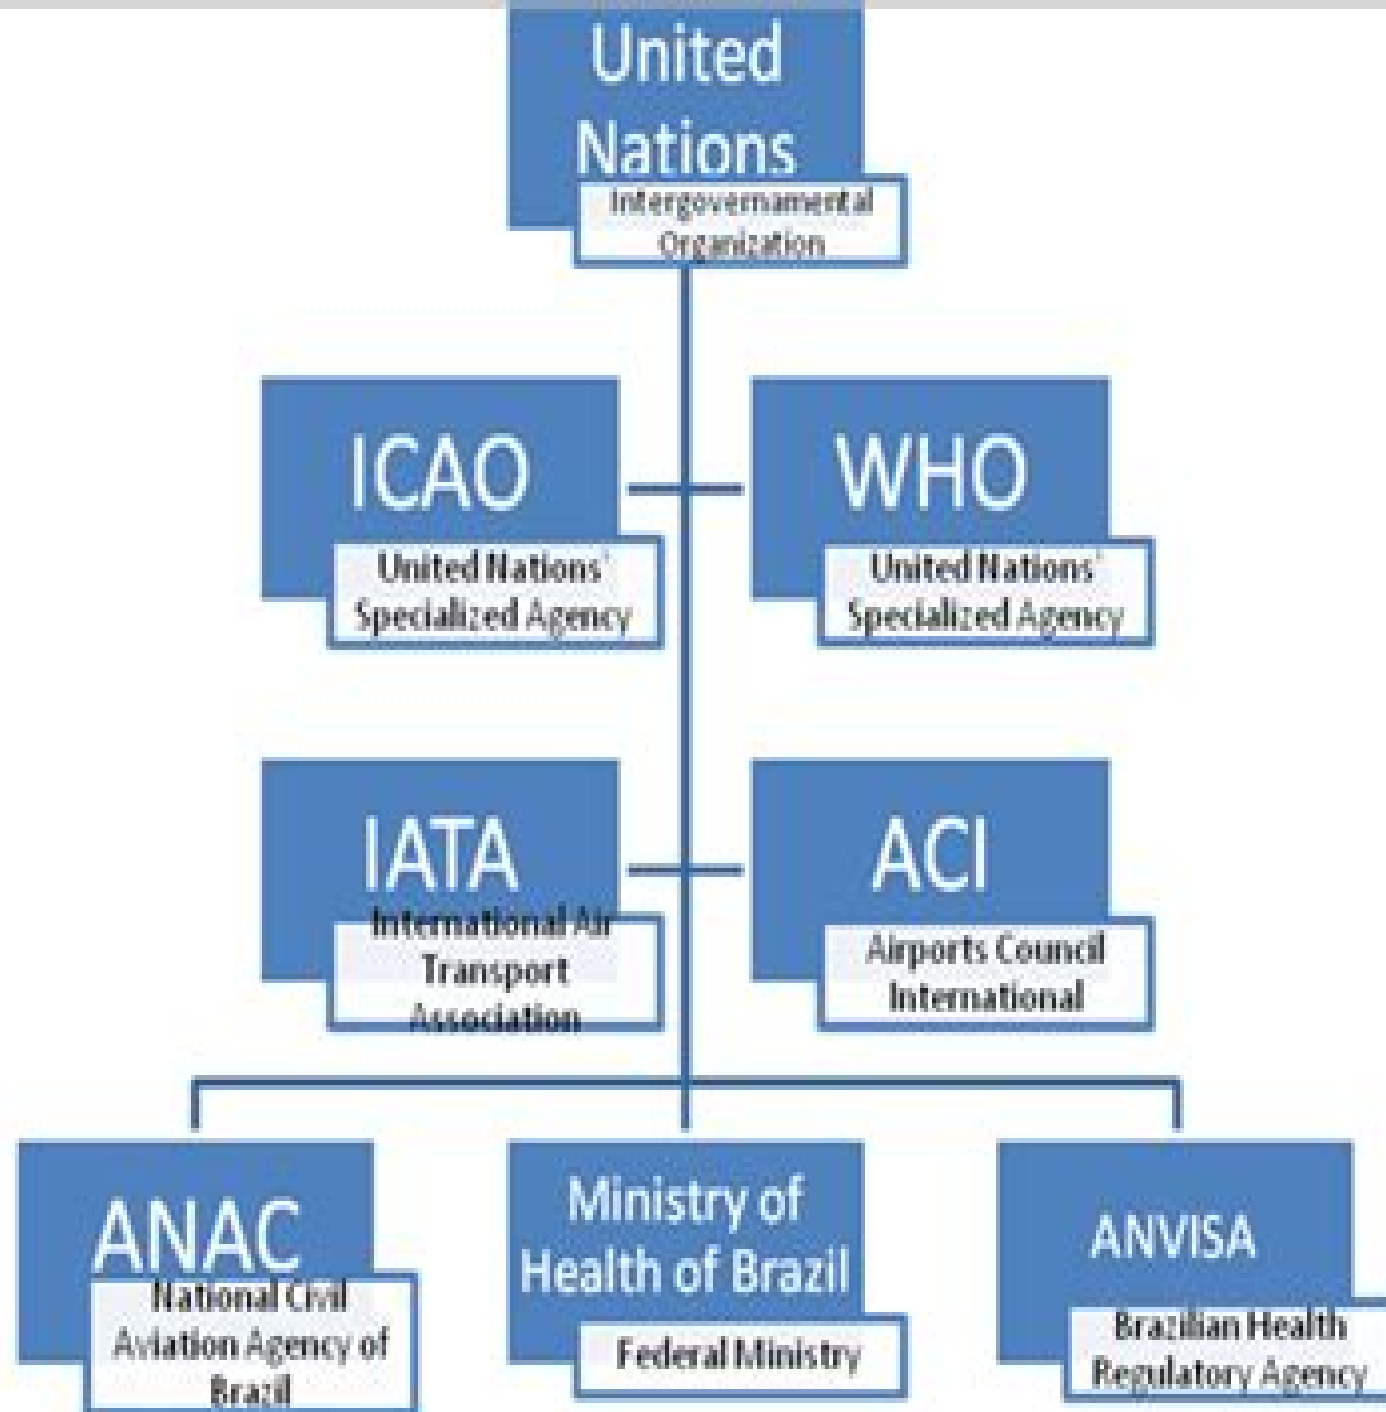 United
Nations
Intergovernamental
Organization
ICAO
United Nations'
Specialized Agency
WHO
United Nations'
Specialized Agency
IATA
International Air
Transport
Association
ACI
Airports Council
International
ANAC
National Civil
Aviation Agency of
Brazil
Ministry of
Health of Brazil
Federal Ministry
ANVISA
Brazilian Health
Regulatory Agency